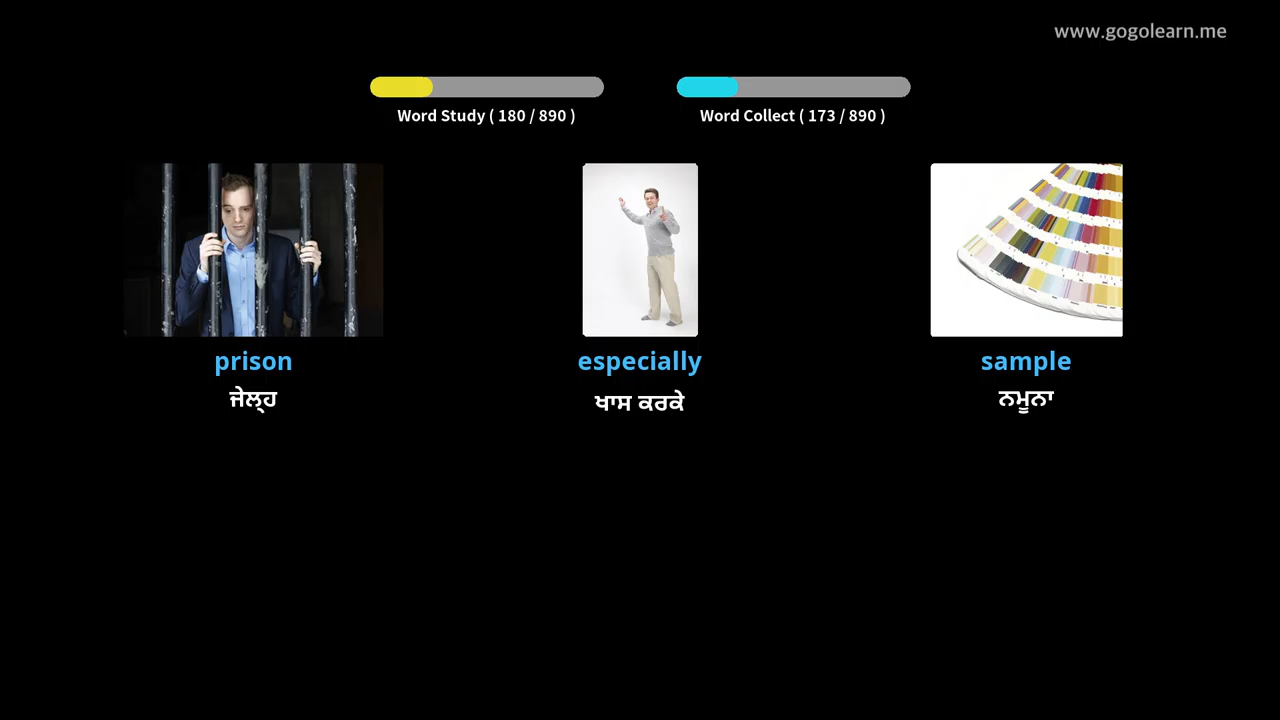 www.gogolearn.me
Word Study ( 180 / 890 )
Word Collect ( 173 / 890 )
prison
especially
sample
ਜੇਲ੍ਹ
ਖਾਸ ਕਰਕੇ
ਨਮੂਨਾ